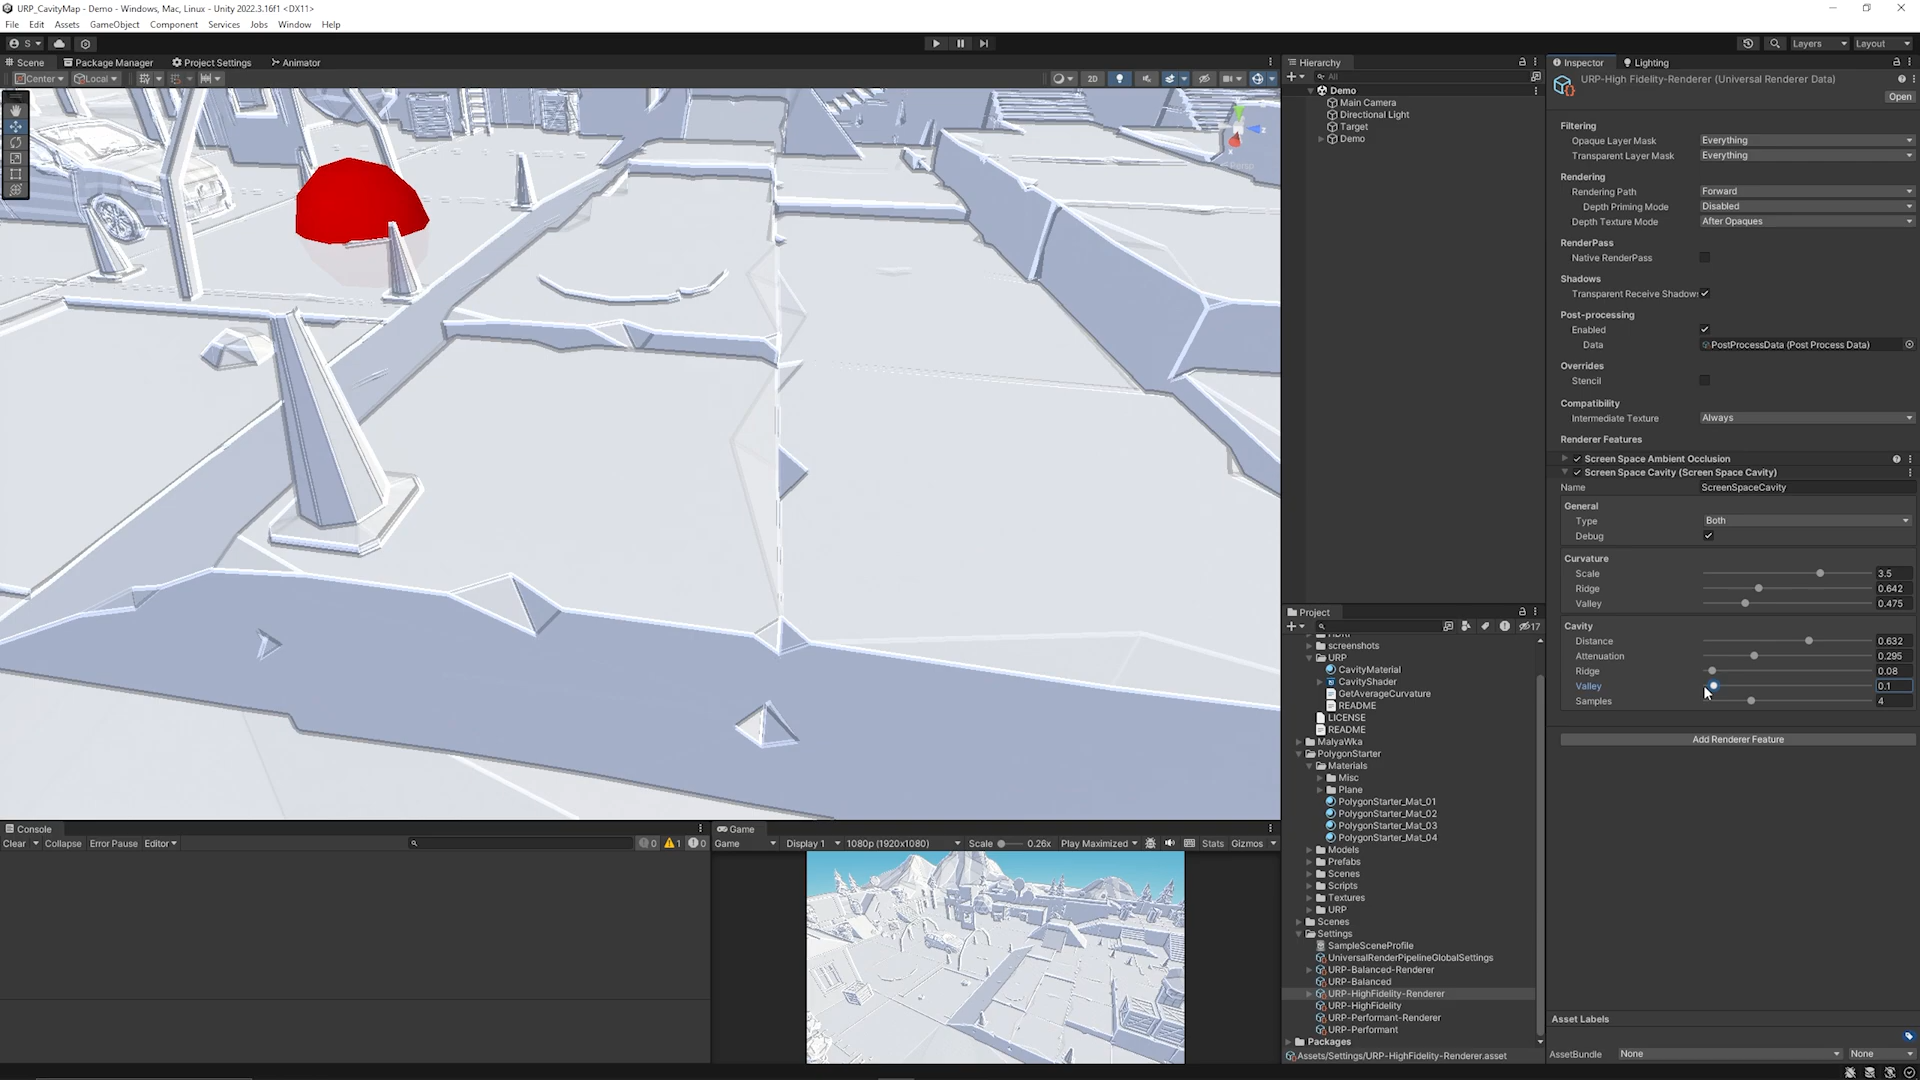 URP_CavityMap - Demo - Windows, Mac, Linux - Unity 2022.3.16f1 <DX11>
File Edit Assets GameObject Component Services Jobs Window Help
S
Layers Layout
Scene Package Manager Project Settings Animator
Center Local 2D
Persp
Hierarchy
All
Demo
Main Camera
Directional Light
Target
Demo
Inspector Lighting
URP-High Fidelity-Renderer (Universal Renderer Data)
Open
Filtering
Opaque Layer Mask Everything
Transparent Layer Mask Everything
Rendering
Rendering Path Forward
Depth Priming Mode Disabled
Depth Texture Mode After Opaques
RenderPass
Native RenderPass
Shadows
Transparent Receive Shadows
Post-processing
Enabled
Data PostProcessData (Post Process Data)
Overrides
Stencil
Compatibility
Intermediate Texture Always
Renderer Features
Screen Space Ambient Occlusion
Screen Space Cavity (Screen Space Cavity)
Name ScreenSpaceCavity
General
Type Both
Debug
Curvature
Scale 3.5
Ridge 0.642
Valley 0.475
Cavity
Distance 0.632
Attenuation 0.295
Ridge 0.08
Valley 0.1
Samples 4
Add Renderer Feature
Asset Labels
AssetBundle None None
Project
17
screenshots
URP
CavityMaterial
CavityShader
GetAverageCurvature
README
LICENSE
README
MalyaWka
PolygonStarter
Materials
Misc
Plane
PolygonStarter_Mat_01
PolygonStarter_Mat_02
PolygonStarter_Mat_03
PolygonStarter_Mat_04
Models
Prefabs
Scenes
Scripts
Textures
URP
Scenes
Settings
SampleSceneProfile
UniversalRenderPipelineGlobalSettings
URP-Balanced-Renderer
URP-Balanced
URP-HighFidelity-Renderer
URP-HighFidelity
URP-Performant-Renderer
URP-Performant
Packages
Assets/Settings/URP-HighFidelity-Renderer.asset
Console
Clear Collapse Error Pause Editor 0 1 0
Game
Game Display 1 1080p (1920x1080) Scale 0.26x Play Maximized Stats Gizmos